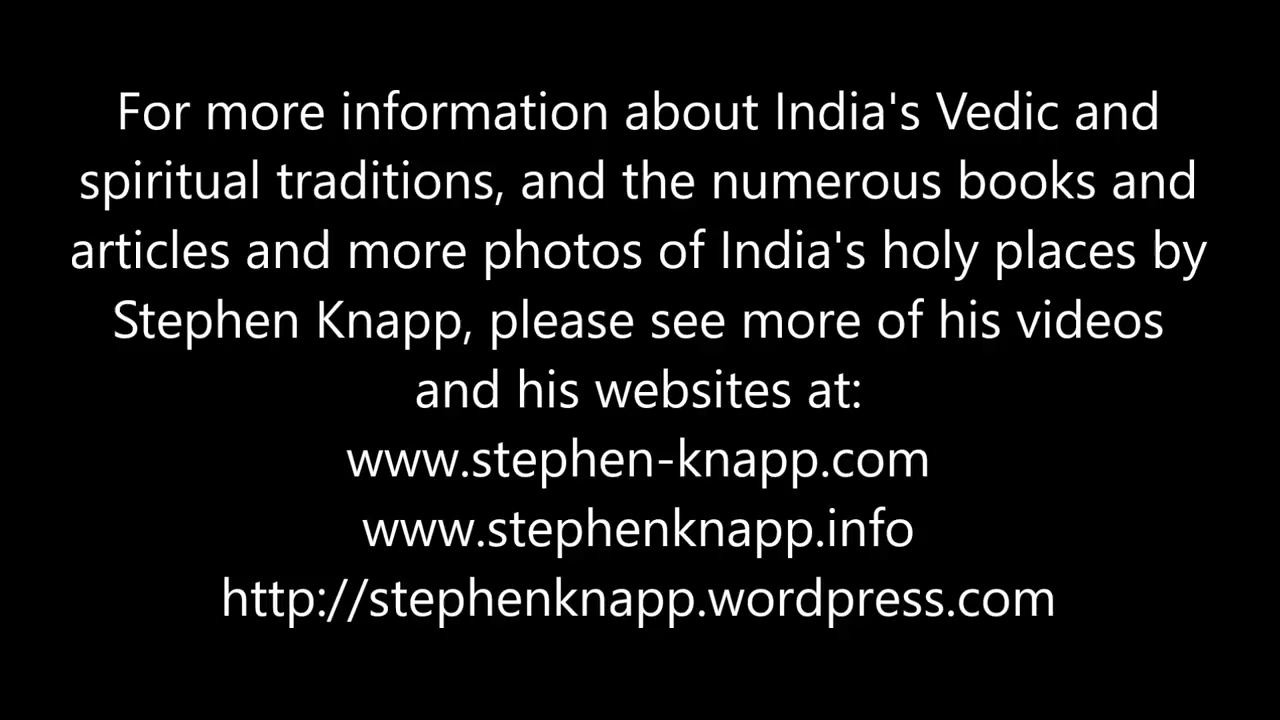 For more information about India's Vedic and
spiritual traditions, and the numerous books and
articles and more photos of India's holy places by
Stephen Knapp, please see more of his videos
and his websites at:
www.stephen-knapp.com
www.stephenknapp.info
http://stephenknapp.wordpress.com